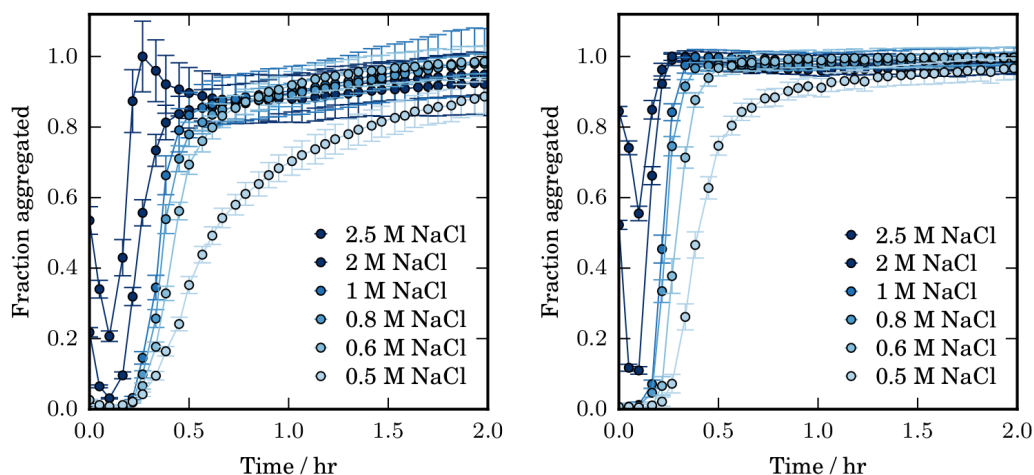 1.0
0.8
0.6
0.4
0.2
0.0
Fraction aggregated
2.5 M NaCl
2 M NaCl
1 M NaCl
0.8 M NaCl
0.6 M NaCl
0.5 M NaCl
0.0 0.5 1.0 1.5 2.0
Time / hr
1.0
0.8
0.6
0.4
0.2
0.0
Fraction aggregated
2.5 M NaCl
2 M NaCl
1 M NaCl
0.8 M NaCl
0.6 M NaCl
0.5 M NaCl
0.0 0.5 1.0 1.5 2.0
Time / hr